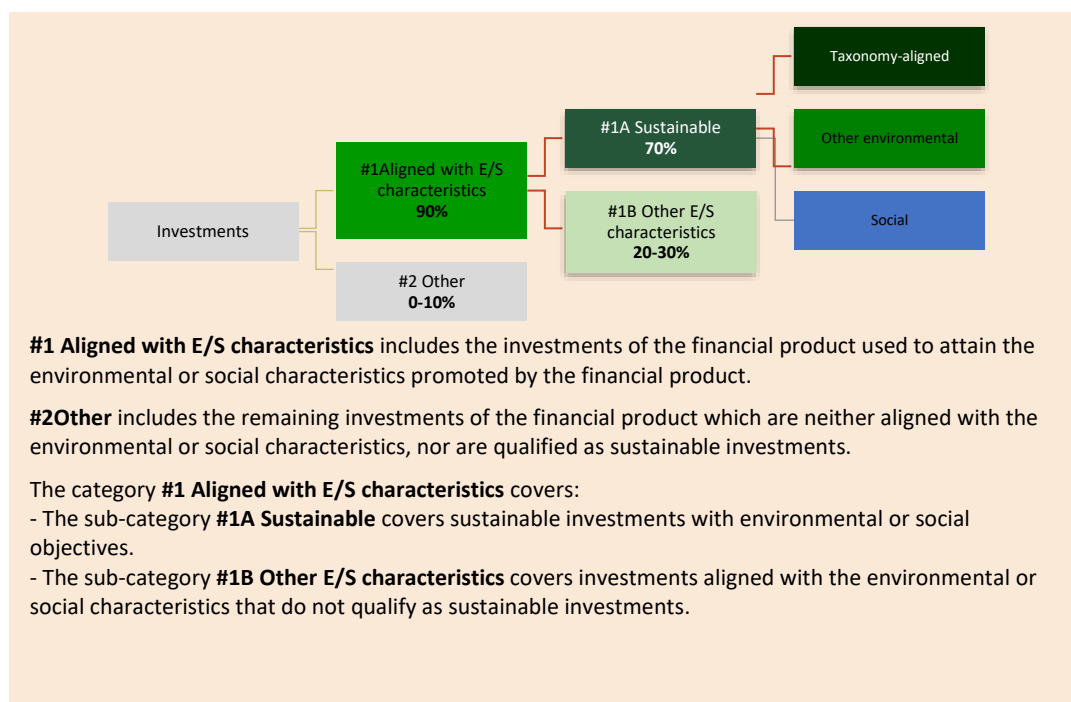 Taxonomy-aligned
#1A Sustainable
70%
Other environmental
#1Aligned with E/S
characteristics
90%
#1B Other E/S
characteristics
20-30%
Social
Investments
#2 Other
0-10%
#1 Aligned with E/S characteristics includes the investments of the financial product used to attain the
environmental or social characteristics promoted by the financial product.
#2Other includes the remaining investments of the financial product which are neither aligned with the
environmental or social characteristics, nor are qualified as sustainable investments.
The category #1 Aligned with E/S characteristics covers:
- The sub-category #1A Sustainable covers sustainable investments with environmental or social
objectives.
- The sub-category #1B Other E/S characteristics covers investments aligned with the environmental or
social characteristics that do not qualify as sustainable investments.